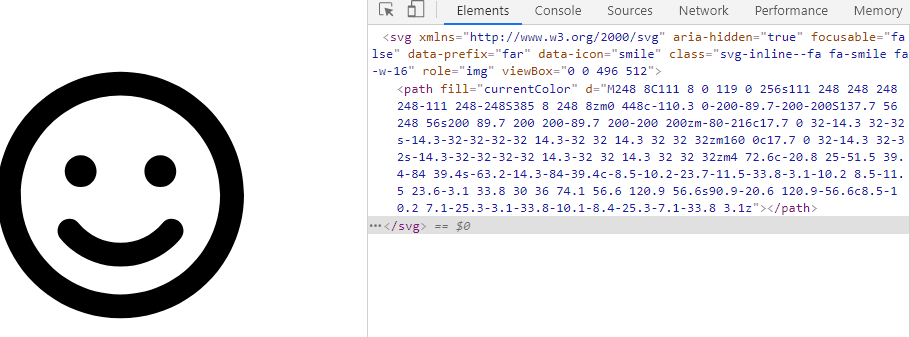 Elements Console Sources Network Performance Memory
<svg xmlns="http://www.w3.org/2000/svg" aria-hidden="true" focusable="fa
lse" data-prefix="far" data-icon="smile" class="svg-inline--fa fa-smile fa
-w-16" role="img" viewBox="0 0 496 512">
<path fill="currentColor" d="M248 8C111 8 0 119 0 256s111 248 248 248
248-111 248-248S385 8 248 8zm0 448c-110.3 0-200-89.7-200-200S137.7 56
248 56s200 89.7 200 200-89.7 200-200 200zm-80-216c17.7 0 32-14.3 32-32
s-14.3-32-32-32-32 14.3-32 32 14.3 32 32 32zm160 0c17.7 0 32-14.3 32-3
2s-14.3-32-32-32-32 14.3-32 32 14.3 32 32 32zm4 72.6c-20.8 25-51.5 39.
4-84 39.4s-63.2-14.3-84-39.4c-8.5-10.2-23.7-11.5-33.8-3.1-10.2 8.5-11.
5 23.6-3.1 33.8 30 36 74.1 56.6 120.9 56.6s90.9-20.6 120.9-56.6c8.5-1
0.2 7.1-25.3-3.1-33.8-10.1-8.4-25.3-7.1-33.8 3.1z"></path>
…</svg> == $0